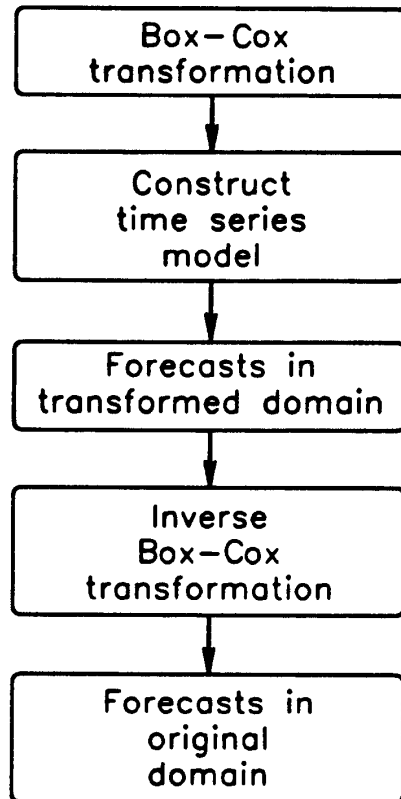 Box-Cox
transformation
Construct
time series
model
Forecasts in
transformed domain
Inverse
Box-Cox
transformation
Forecasts in
original
domain